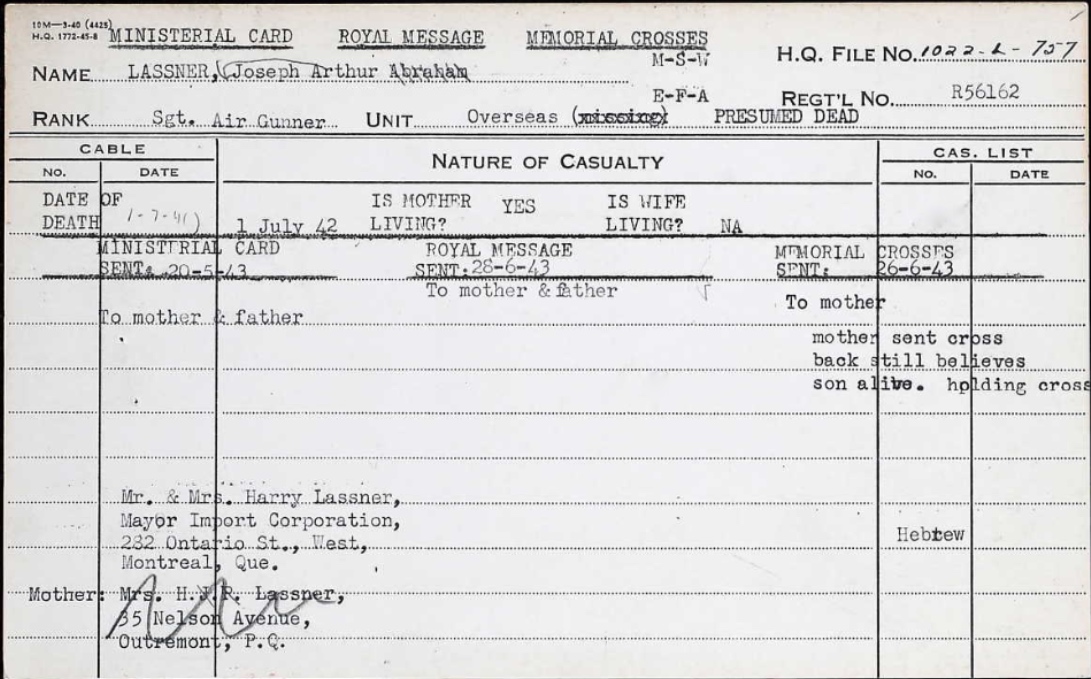 10M—3-40 (4425)
H.Q. 1772-45-8
MINISTERIAL CARD ROYAL MESSAGE MEMORIAL CROSSES
M-S-W
H.Q. FILE NO. 1022-L-757
NAME LASSNER, Joseph Arthur Abraham
E-F-A
REGT'L NO. R56162
RANK Sgt. Air Gunner UNIT Overseas (missing) PRESUMED DEAD
CABLE NATURE OF CASUALTY CAS. LIST
NO. DATE NO. DATE
DATE OF IS MOTHER YES IS WIFE
DEATH 1 July 42 LIVING? LIVING? NA
MINISTERIAL CARD ROYAL MESSAGE MEMORIAL CROSSES
SENT: 20-5-43 SENT: 28-6-43 SENT: 26-6-43
To mother & father
To mother
To mother & father
mother sent cross
back still believes
son alive. holding cross
Mr. & Mrs. Harry Lassner,
Mayor Import Corporation,
282 Ontario St., West,
Hebrew
Montreal, Que.
Mother: Mrs. H.J.R. Lassner,
35 Nelson Avenue,
Outremont, P.Q.